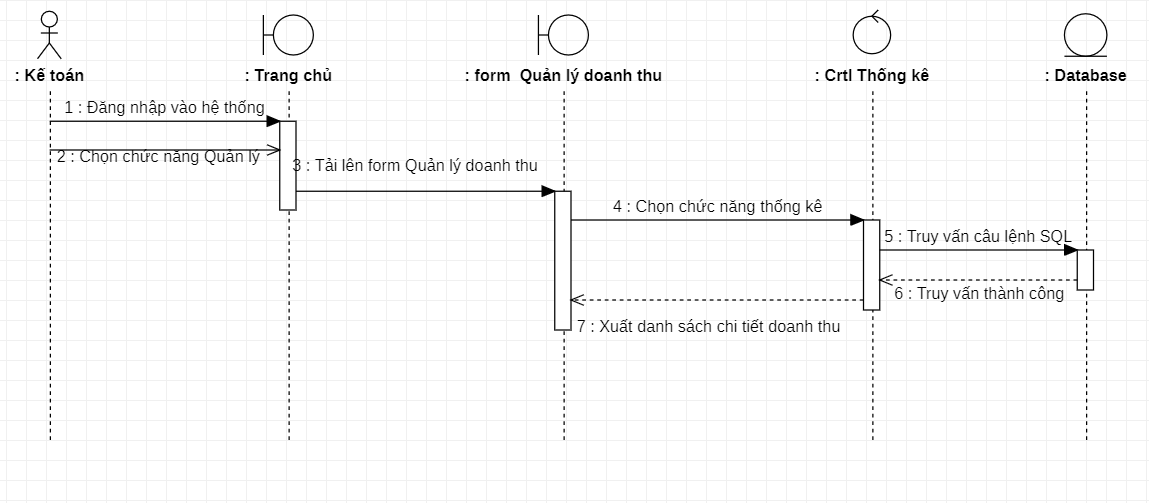 : Kế toán
: Trang chủ
: form  Quản lý doanh thu
: Crtl Thống kê
: Database
1 : Đăng nhập vào hệ thống
2 : Chọn chức năng Quản lý
3 : Tải lên form Quản lý doanh thu
4 : Chọn chức năng thống kê
5 : Truy vấn câu lệnh SQL
6 : Truy vấn thành công
7 : Xuất danh sách chi tiết doanh thu